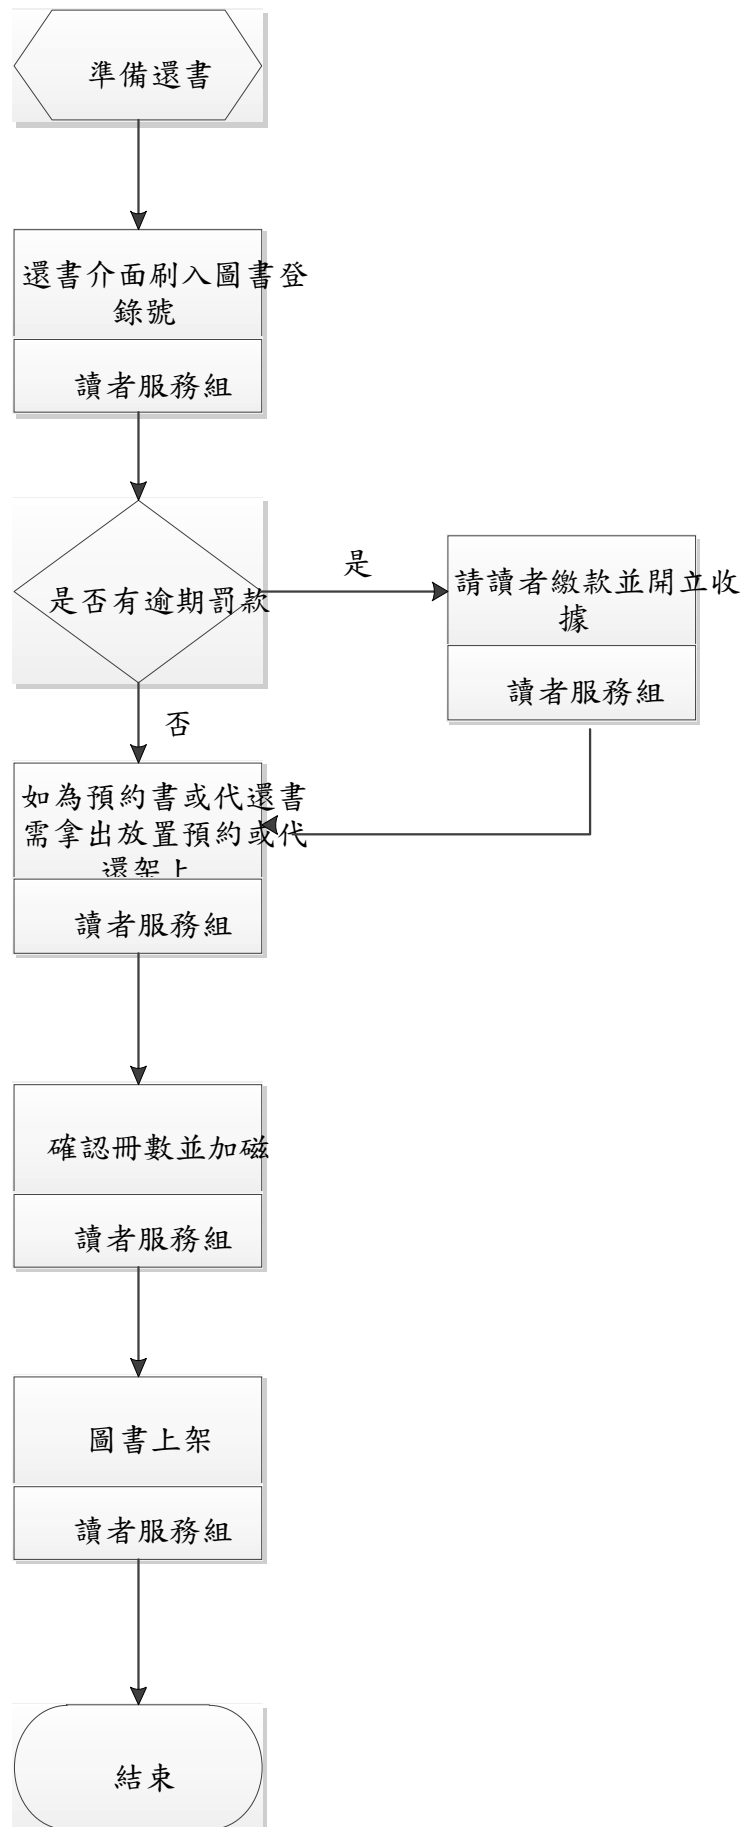 準備還書
還書介面刷入圖書登
錄號
讀者服務組
是否有逾期罰款
是
請讀者繳款並開立收
據
讀者服務組
否
如為預約書或代還書
需拿出放置預約或代
還架上
讀者服務組
確認冊數並加磁
讀者服務組
圖書上架
讀者服務組
結束